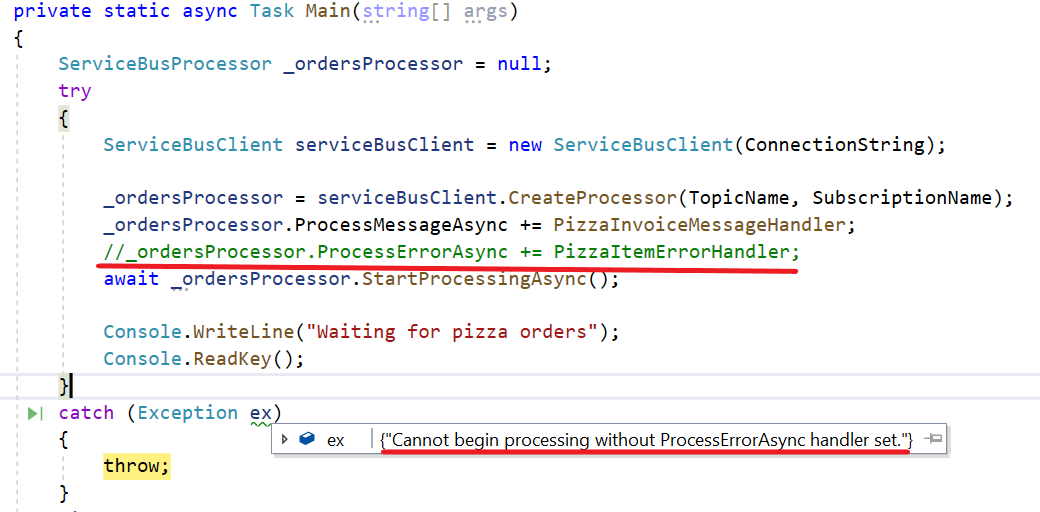 private static async Task Main(string[] args)
{
ServiceBusProcessor _ordersProcessor = null;
try
{
ServiceBusClient serviceBusClient = new ServiceBusClient(ConnectionString);
_ordersProcessor = serviceBusClient.CreateProcessor(TopicName, SubscriptionName);
_ordersProcessor.ProcessMessageAsync += PizzaInvoiceMessageHandler;
//_ordersProcessor.ProcessErrorAsync += PizzaItemErrorHandler;
await _ordersProcessor.StartProcessingAsync();
Console.WriteLine("Waiting for pizza orders");
Console.ReadKey();
}
catch (Exception ex)
{
ex {"Cannot begin processing without ProcessErrorAsync handler set."}
throw;
}